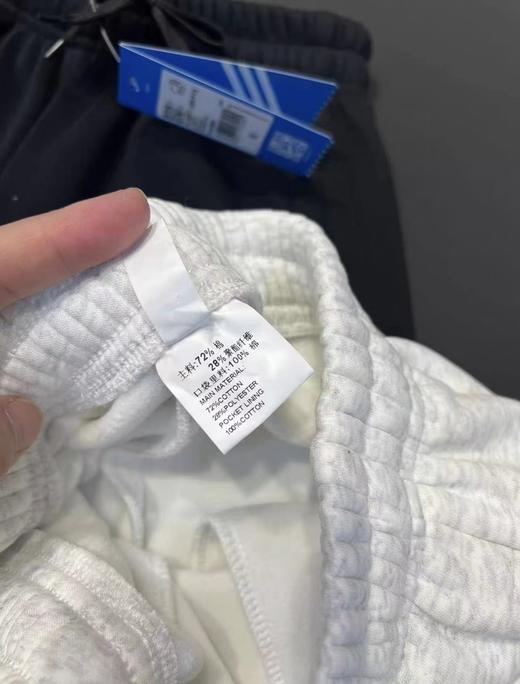 主料:72% 棉
28% 聚酯纤维
口袋里料:100% 棉
MAIN MATERIAL:
72%COTTON
28%POLYESTER
POCKET LINING
100%COTTON